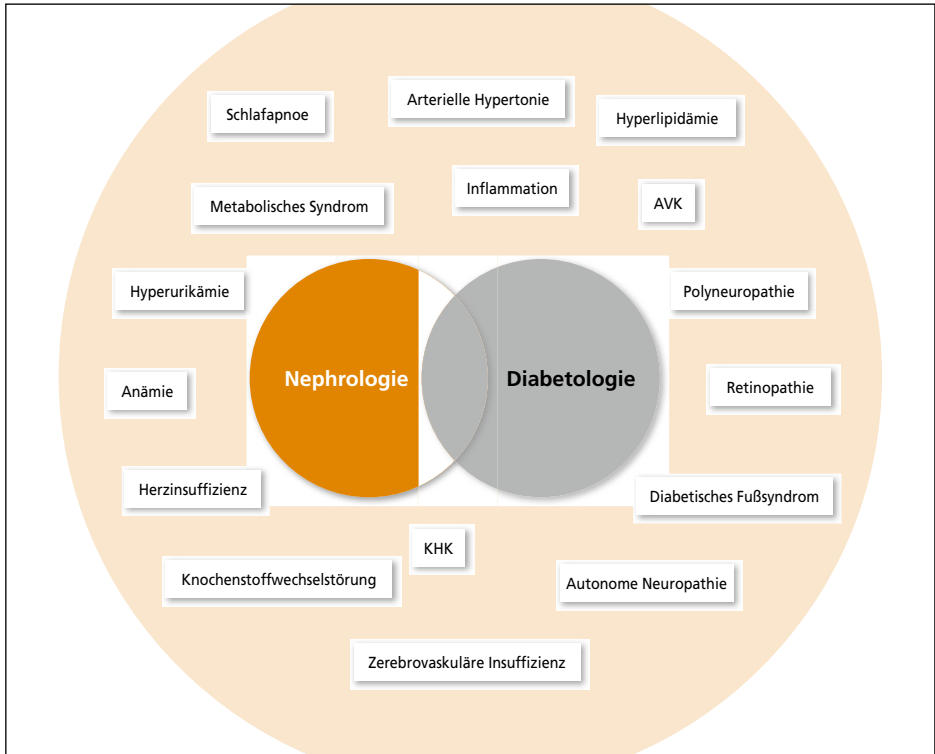 Schlafapnoe
Arterielle Hypertonie
Hyperlipidämie
Metabolisches Syndrom
Inflammation
AVK
Hyperurikämie
Polyneuropathie
Nephrologie
Diabetologie
Anämie
Retinopathie
Herzinsuffizienz
Diabetisches Fußsyndrom
KHK
Knochenstoffwechselstörung
Autonome Neuropathie
Zerebrovaskuläre Insuffizienz